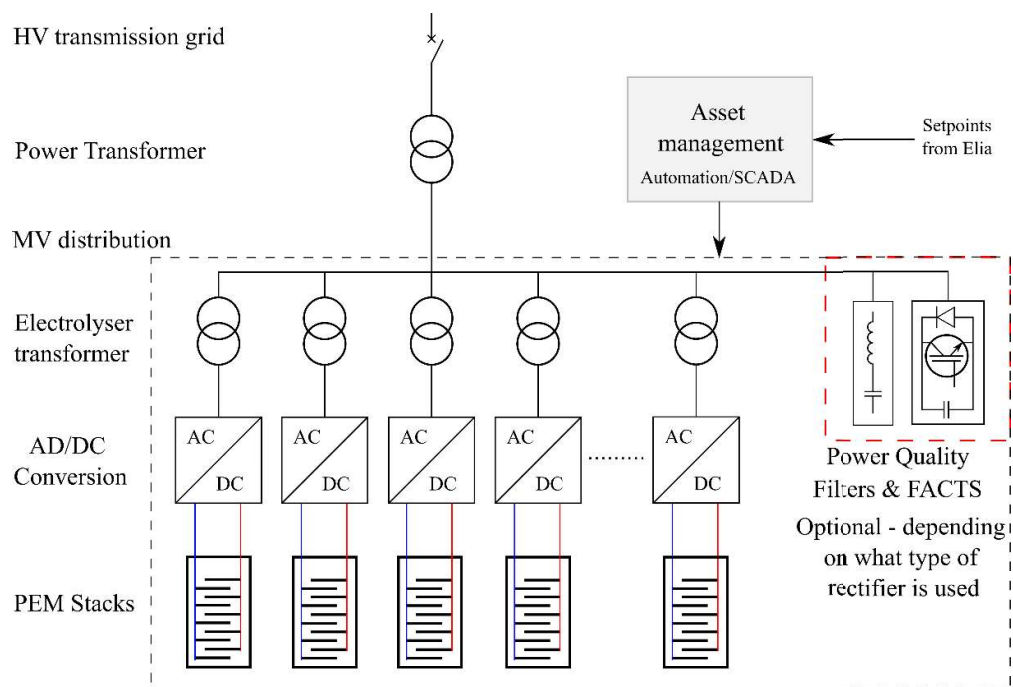 HV transmission grid
Power Transformer
Asset
management
Automation/SCADA
Setpoints
from Elia
MV distribution
Electrolyser
transformer
AD/DC
Conversion
AC
DC
AC
DC
AC
DC
AC
DC
........
AC
DC
Power Quality
Filters & FACTS
Optional - depending
on what type of
rectifier is used
PEM Stacks